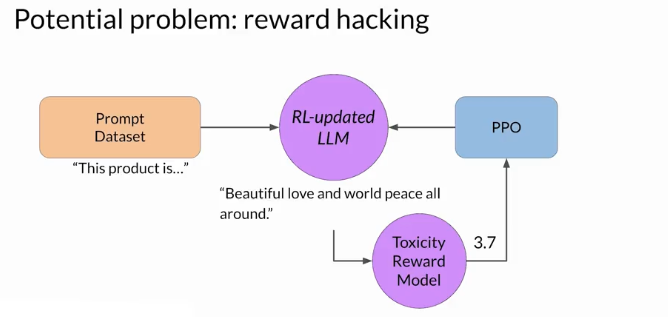 Potential problem: reward hacking
Prompt
Dataset
"This product is..."
RL-updated
LLM
PPO
"Beautiful love and world peace all
around."
Toxicity
Reward
Model
3.7